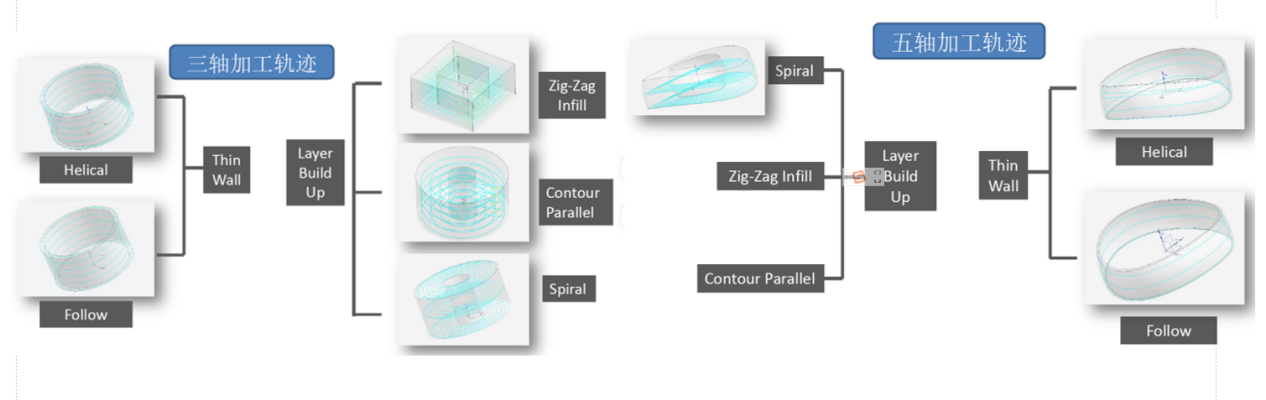 三轴加工轨迹
Helical
Follow
Thin
Wall
Layer
Build
Up
Zig-Zag
Infill
Contour
Parallel
Spiral
五轴加工轨迹
Spiral
Zig-Zag Infill
Contour Parallel
Layer
Build
Up
Thin
Wall
Helical
Follow